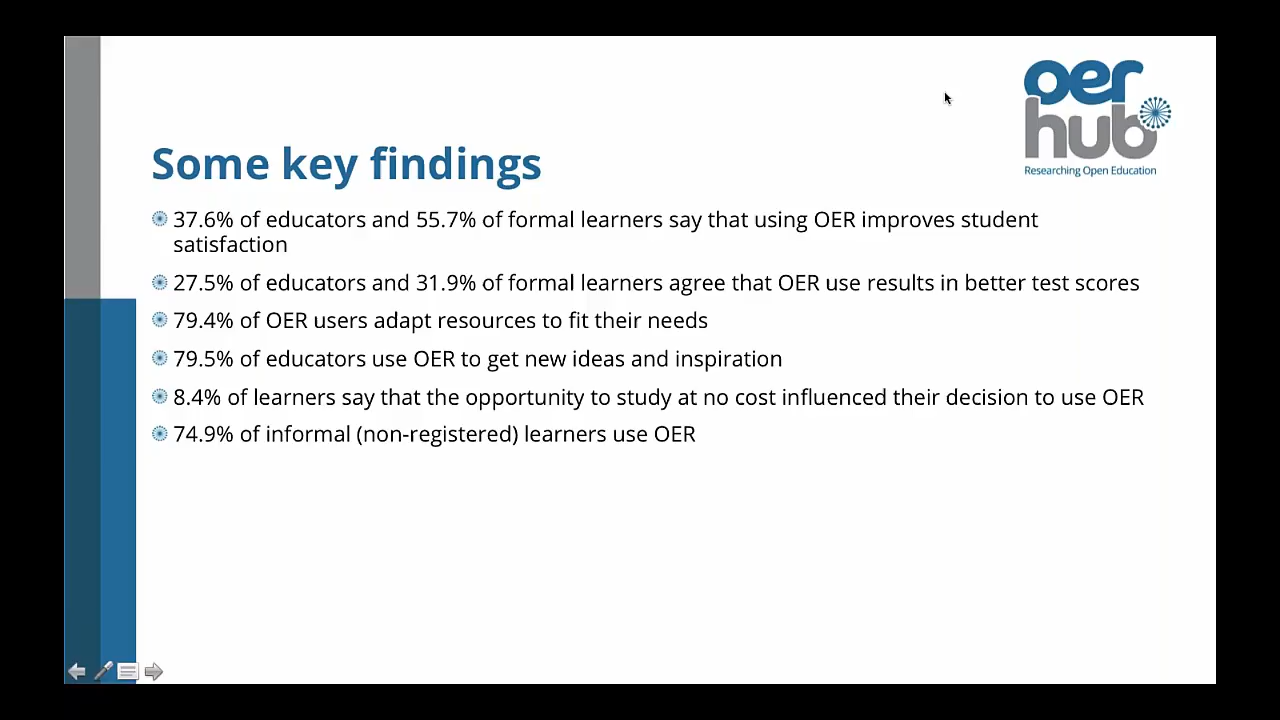 oer
hub
Researching Open Education
Some key findings
37.6% of educators and 55.7% of formal learners say that using OER improves student
satisfaction
27.5% of educators and 31.9% of formal learners agree that OER use results in better test scores
79.4% of OER users adapt resources to fit their needs
79.5% of educators use OER to get new ideas and inspiration
8.4% of learners say that the opportunity to study at no cost influenced their decision to use OER
74.9% of informal (non-registered) learners use OER